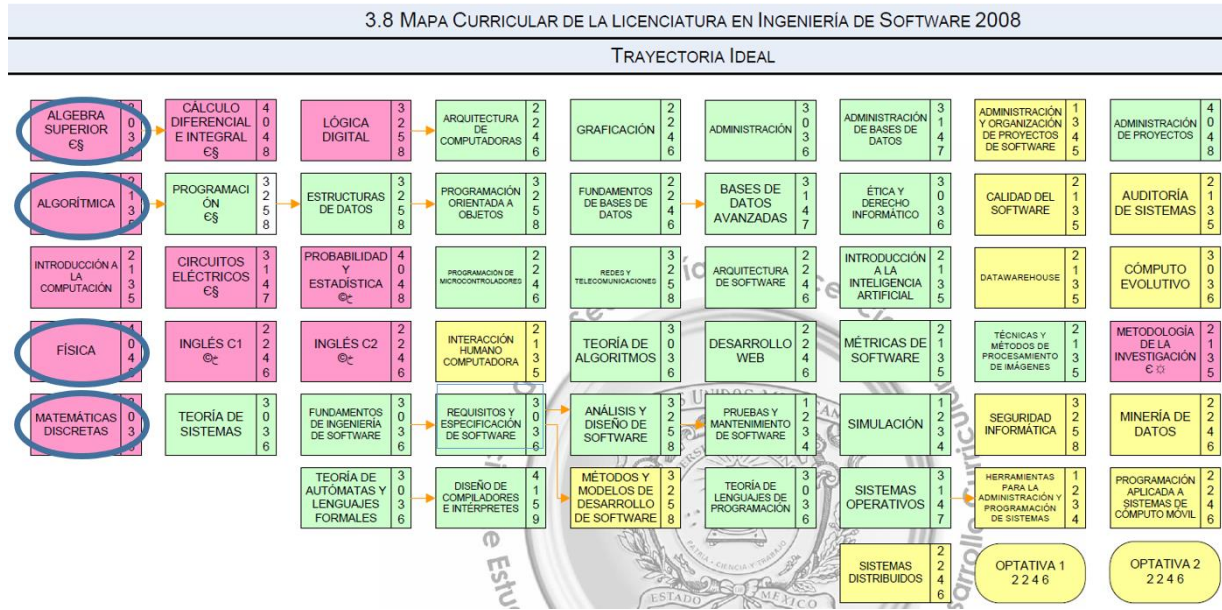 3.8 MAPA CURRICULAR DE LA LICENCIATURA EN INGENIERÍA DE SOFTWARE 2008
TRAYECTORIA IDEAL
ALGEBRA SUPERIOR €§ 0 3
CÁLCULO DIFERENCIAL E INTEGRAL €§ 4 0 4 8
LÓGICA DIGITAL 3 2 5 8
ARQUITECTURA DE COMPUTADORAS 2 2 4 6
GRAFICACIÓN 2 2 4 6
ADMINISTRACIÓN 3 0 3 6
ADMINISTRACIÓN DE BASES DE DATOS 3 1 4 7
ADMINISTRACIÓN Y ORGANIZACIÓN DE PROYECTOS DE SOFTWARE 1 3 4 5
ADMINISTRACIÓN DE PROYECTOS 4 0 4 8
ALGORÍTMICA 2 1 3
PROGRAMACI ÓN €§ 3 2 5 8
ESTRUCTURAS DE DATOS 3 2 5 8
PROGRAMACIÓN ORIENTADA A OBJETOS 3 2 5 8
FUNDAMENTOS DE BASES DE DATOS 2 2 4 6
BASES DE DATOS AVANZADAS 3 1 4 7
ÉTICA Y DERECHO INFORMÁTICO 3 0 3 6
CALIDAD DEL SOFTWARE 2 1 3 5
AUDITORÍA DE SISTEMAS 2 1 3 5
INTRODUCCIÓN A LA COMPUTACIÓN 2 1 3 5
CIRCUITOS ELÉCTRICOS €§ 3 1 4 7
PROBABILIDAD Y ESTADÍSTICA 4 0 4 8
PROGRAMACIÓN DE MICROCONTROLADORES 2 2 4 6
REDES Y TELECOMUNICACIONES 3 2 5 8
ARQUITECTURA DE SOFTWARE 2 2 4 6
INTRODUCCIÓN A LA INTELIGENCIA ARTIFICIAL 2 1 3 5
DATAWAREHOUSE 2 1 3 5
CÓMPUTO EVOLUTIVO 3 0 3 6
FÍSICA 0 4
INGLÉS C1 2 2 4 6
INGLÉS C2 2 2 4 6
INTERACCIÓN HUMANO COMPUTADORA 2 1 3 5
TEORÍA DE ALGORITMOS 3 0 3 6
DESARROLLO WEB 2 2 4 6
MÉTRICAS DE SOFTWARE 2 1 3 5
TÉCNICAS Y MÉTODOS DE PROCESAMIENTO DE IMÁGENES 2 1 3 5
METODOLOGÍA DE LA INVESTIGACIÓN € ☼ 2 1 3 5
MATEMÁTICAS DISCRETAS 0 3
TEORÍA DE SISTEMAS 3 0 3 6
FUNDAMENTOS DE INGENIERÍA DE SOFTWARE 3 0 3 6
REQUISITOS Y ESPECIFICACIÓN DE SOFTWARE 3 0 3 6
ANÁLISIS Y DISEÑO DE SOFTWARE 3 2 5 8
PRUEBAS Y MANTENIMIENTO DE SOFTWARE 1 2 3 4
SIMULACIÓN 1 2 3 4
SEGURIDAD INFORMÁTICA 3 2 5 8
MINERÍA DE DATOS 2 2 4 6
TEORÍA DE AUTÓMATAS Y LENGUAJES FORMALES 3 0 3 6
DISEÑO DE COMPILADORES E INTÉRPRETES 4 1 5 9
MÉTODOS Y MODELOS DE DESARROLLO DE SOFTWARE 3 2 5 8
TEORÍA DE LENGUAJES DE PROGRAMACIÓN 3 0 3 6
SISTEMAS OPERATIVOS 3 1 4 7
HERRAMIENTAS PARA LA ADMINISTRACIÓN Y PROGRAMACIÓN DE SISTEMAS 1 2 3 4
PROGRAMACIÓN APLICADA A SISTEMAS DE CÓMPUTO MÓVIL 2 2 4 6
SISTEMAS DISTRIBUIDOS 2 2 4 6
OPTATIVA 1 2 2 4 6
OPTATIVA 2 2 2 4 6
ESTADO MÉXICO